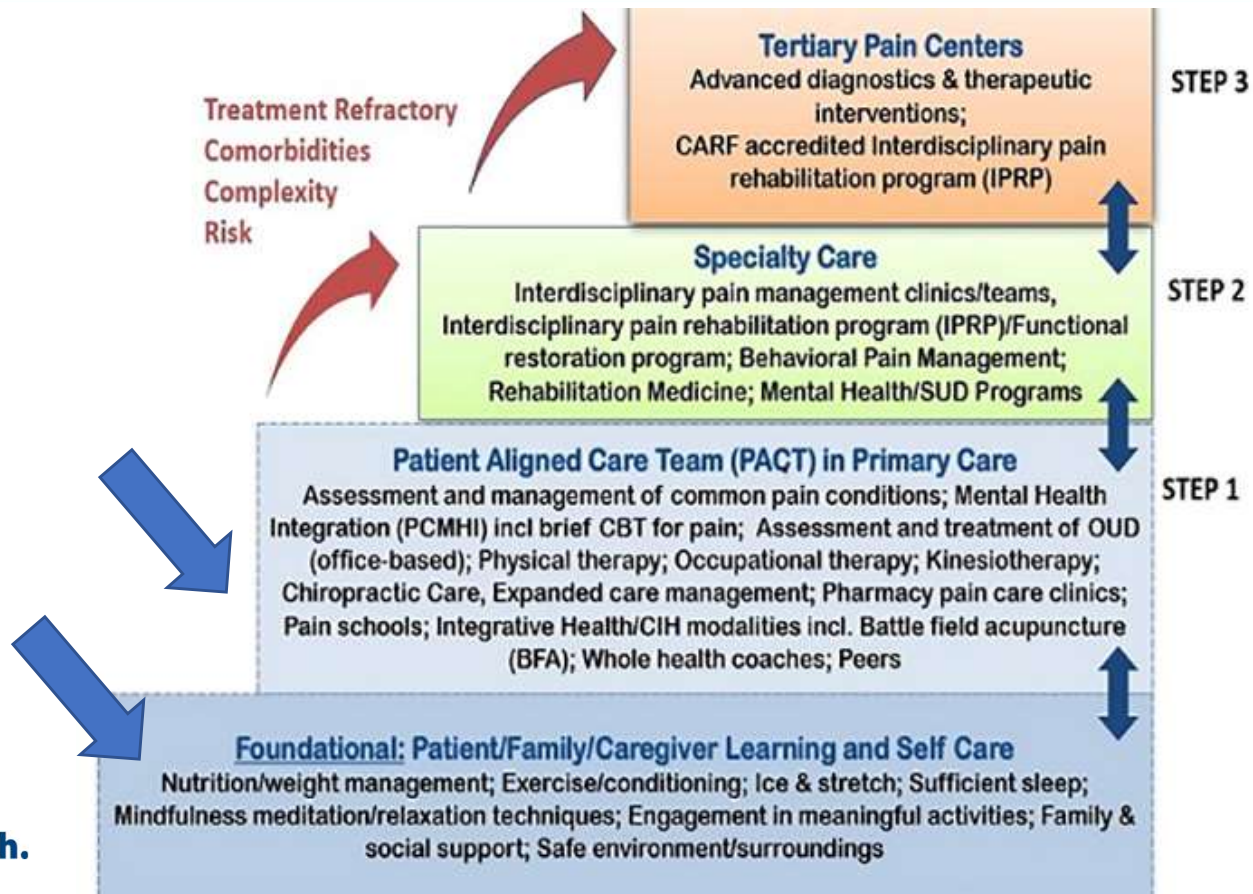 Tertiary Pain Centers
Advanced diagnostics & therapeutic
interventions;
CARF accredited Interdisciplinary pain
rehabilitation program (IPRP)
STEP 3
Treatment Refractory
Comorbidities
Complexity
Risk
Specialty Care
Interdisciplinary pain management clinics/teams,
Interdisciplinary pain rehabilitation program (IPRP)/Functional
restoration program; Behavioral Pain Management;
Rehabilitation Medicine; Mental Health/SUD Programs
STEP 2
Patient Aligned Care Team (PACT) in Primary Care
Assessment and management of common pain conditions; Mental Health
Integration (PCMHI) incl brief CBT for pain; Assessment and treatment of OUD
(office-based); Physical therapy; Occupational therapy; Kinesiotherapy;
Chiropractic Care, Expanded care management; Pharmacy pain care clinics;
Pain schools; Integrative Health/CIH modalities incl. Battle field acupuncture
(BFA); Whole health coaches; Peers
STEP 1
Foundational: Patient/Family/Caregiver Learning and Self Care
Nutrition/weight management; Exercise/conditioning; Ice & stretch; Sufficient sleep;
Mindfulness meditation/relaxation techniques; Engagement in meaningful activities; Family &
social support; Safe environment/surroundings
h.